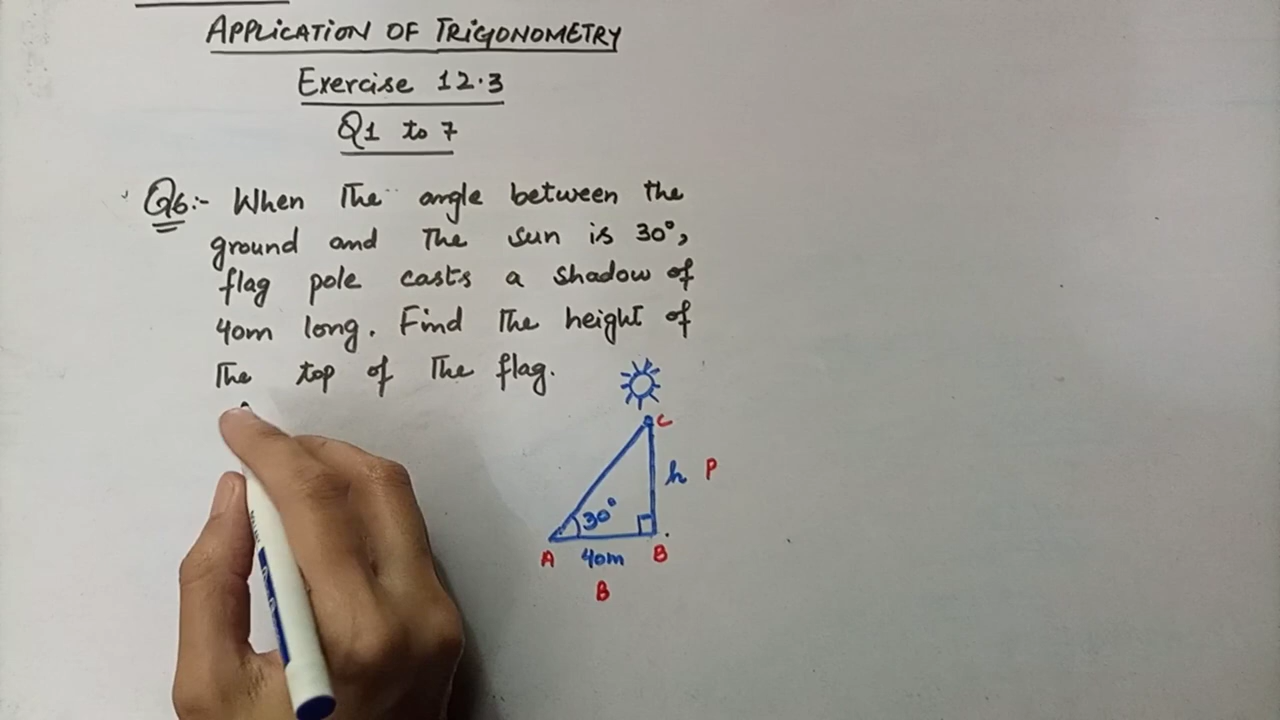 APPLICATION OF TRIGONOMETRY
Exercise 12.3
Q1 to 7
Q6:- When The angle between the
ground and The sun is 30°,
flag pole casts a shadow of
40m long. Find The height of
The top of The flag.
C
h P
30°
A 40m B
B